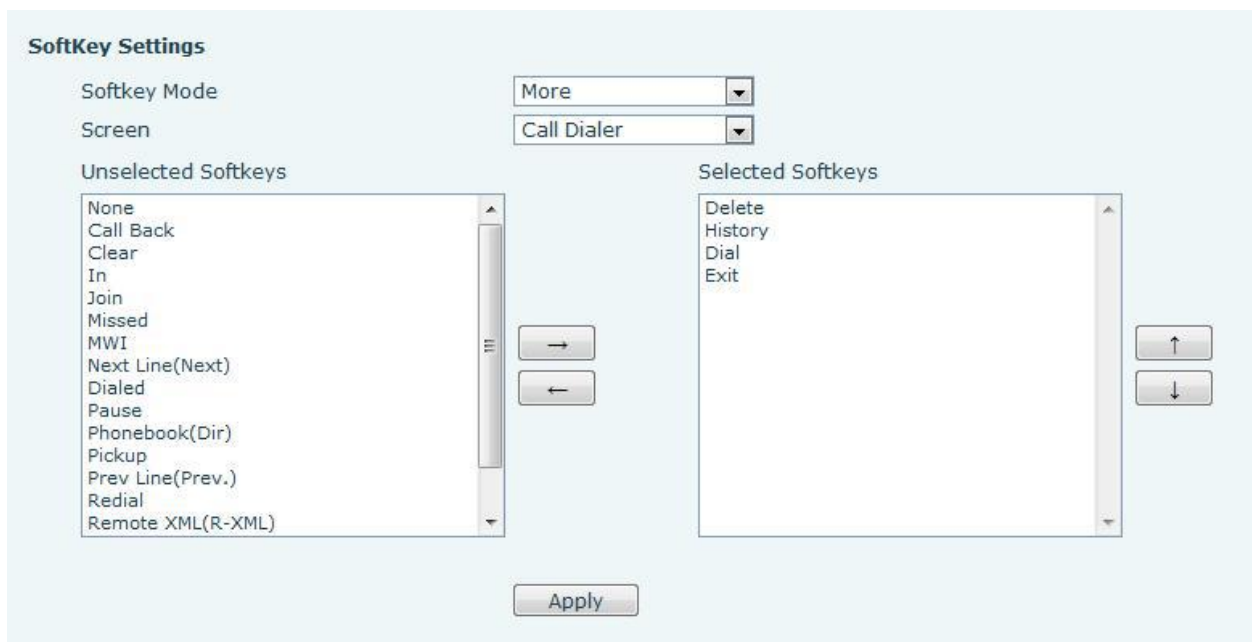 SoftKey Settings
Softkey Mode More
Screen Call Dialer
Unselected Softkeys Selected Softkeys
None
Call Back
Clear
In
Join
Missed
MWI
Next Line(Next)
Dialed
Pause
Phonebook(Dir)
Pickup
Prev Line(Prev.)
Redial
Remote XML(R-XML)
→
←
Delete
History
Dial
Exit
↑
↓
Apply